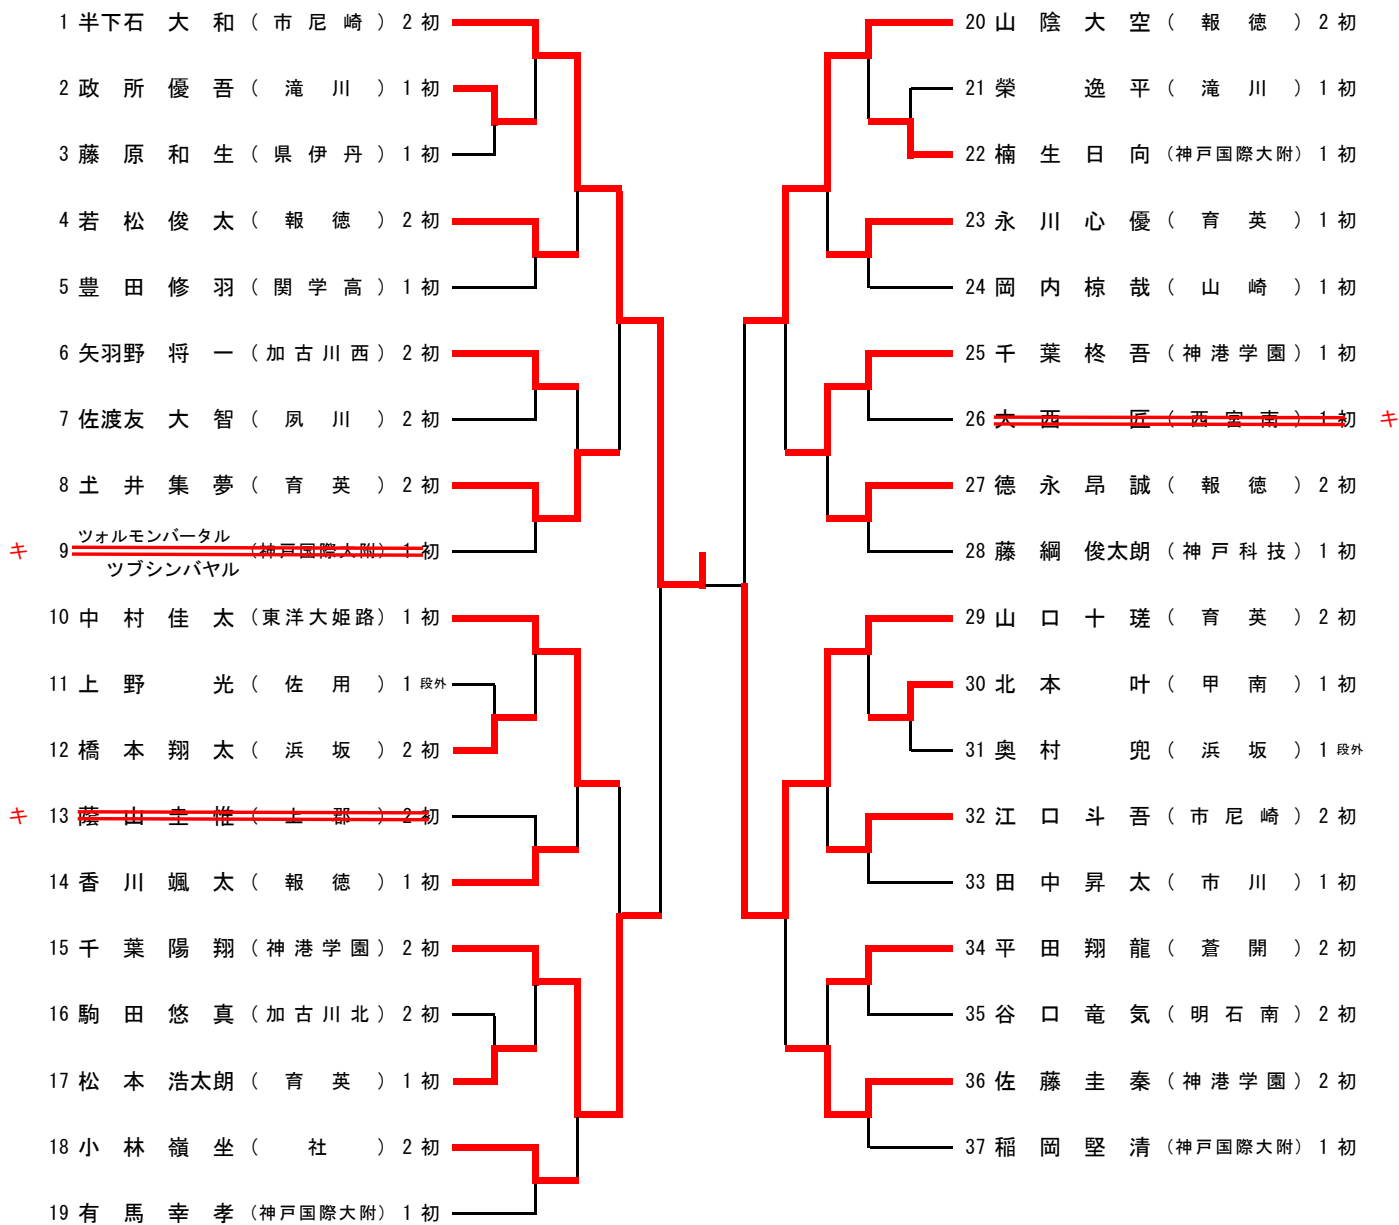 1 半下石 大 和 ( 市 尼 崎 ) 2 初
2 政 所 優 吾 ( 滝 川 ) 1 初
3 藤 原 和 生 ( 県 伊 丹 ) 1 初
4 若 松 俊 太 ( 報 徳 ) 2 初
5 豊 田 修 羽 ( 関 学 高 ) 1 初
6 矢羽野 将 一 ( 加 古 川 西 ) 2 初
7 佐渡友 大 智 ( 夙 川 ) 2 初
8 𡈽 井 集 夢 ( 育 英 ) 2 初
ツォルモンバータル
キ 9 (神戸国際大附) 1 初
ツブシンバヤル
10 中 村 佳 太 (東洋大姫路) 1 初
11 上 野 光 ( 佐 用 ) 1 段外
12 橋 本 翔 太 ( 浜 坂 ) 2 初
キ 13 蔭 山 圭 惟 ( 上 郡 ) 2 初
14 香 川 颯 太 ( 報 徳 ) 1 初
15 千 葉 陽 翔 ( 神 港 学 園 ) 2 初
16 駒 田 悠 真 ( 加 古 川 北 ) 2 初
17 松 本 浩太朗 ( 育 英 ) 1 初
18 小 林 嶺 坐 ( 社 ) 2 初
19 有 馬 幸 孝 (神戸国際大附) 1 初
20 山 陰 大 空 ( 報 徳 ) 2 初
21 榮 逸 平 ( 滝 川 ) 1 初
22 楠 生 日 向 (神戸国際大附) 1 初
23 永 川 心 優 ( 育 英 ) 1 初
24 岡 内 椋 哉 ( 山 崎 ) 1 初
25 千 葉 柊 吾 ( 神 港 学 園 ) 1 初
26 大 西 匠 ( 西 宮 南 ) 1 初 キ
27 德 永 昂 誠 ( 報 徳 ) 2 初
28 藤 綱 俊太朗 ( 神 戸 科 技 ) 1 初
29 山 口 十 瑳 ( 育 英 ) 2 初
30 北 本 叶 ( 甲 南 ) 1 初
31 奥 村 兜 ( 浜 坂 ) 1 段外
32 江 口 斗 吾 ( 市 尼 崎 ) 2 初
33 田 中 昇 太 ( 市 川 ) 1 初
34 平 田 翔 龍 ( 蒼 開 ) 2 初
35 谷 口 竜 気 ( 明 石 南 ) 2 初
36 佐 藤 圭 秦 ( 神 港 学 園 ) 2 初
37 稲 岡 堅 清 (神戸国際大附) 1 初